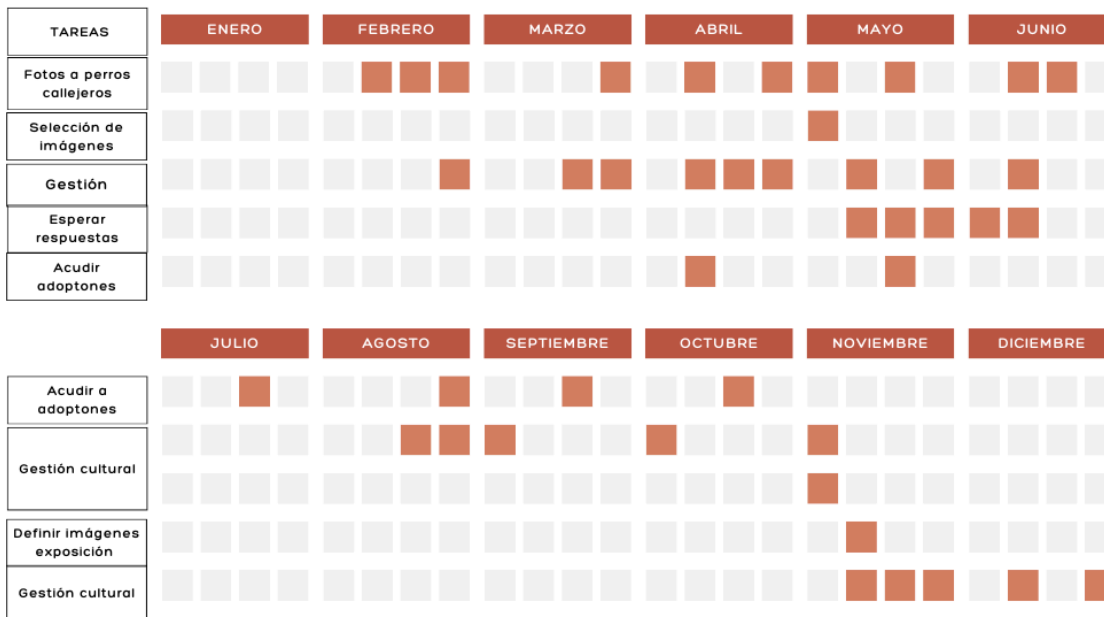 TAREAS ENERO FEBRERO MARZO ABRIL MAYO JUNIO
Fotos a perros
callejeros
Selección de
imágenes
Gestión
Esperar
respuestas
Acudir
adoptones
JULIO AGOSTO SEPTIEMBRE OCTUBRE NOVIEMBRE DICIEMBRE
Acudir a
adoptones
Gestión cultural
Definir imágenes
exposición
Gestión cultural